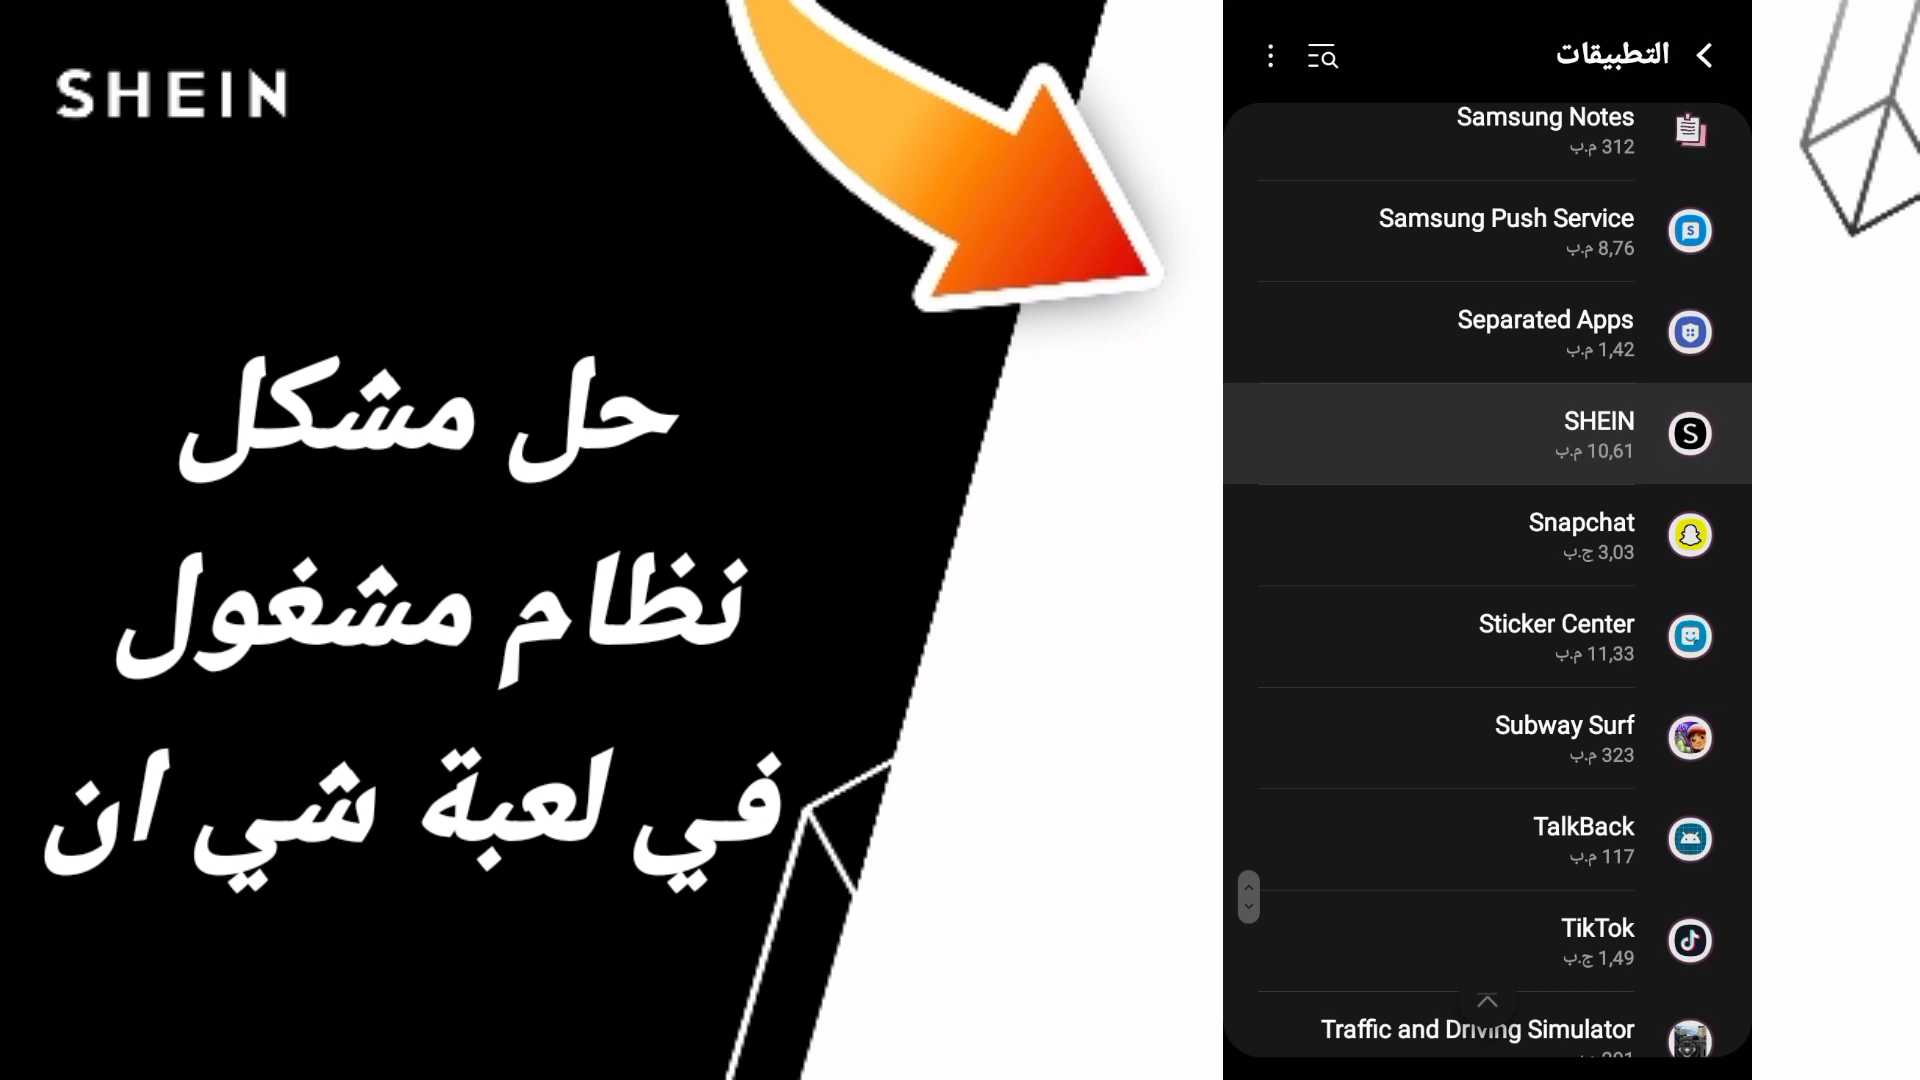 SHEIN
حل مشكل
نظام مشغول
في لعبة شي ان
التطبيقات
Samsung Notes
312 م.ب
Samsung Push Service
8,76 م.ب
Separated Apps
1,42 م.ب
SHEIN
10,61 م.ب
Snapchat
3,03 ج.ب
Sticker Center
11,33 م.ب
Subway Surf
323 م.ب
TalkBack
117 م.ب
TikTok
1,49 ج.ب
Traffic and Driving Simulator